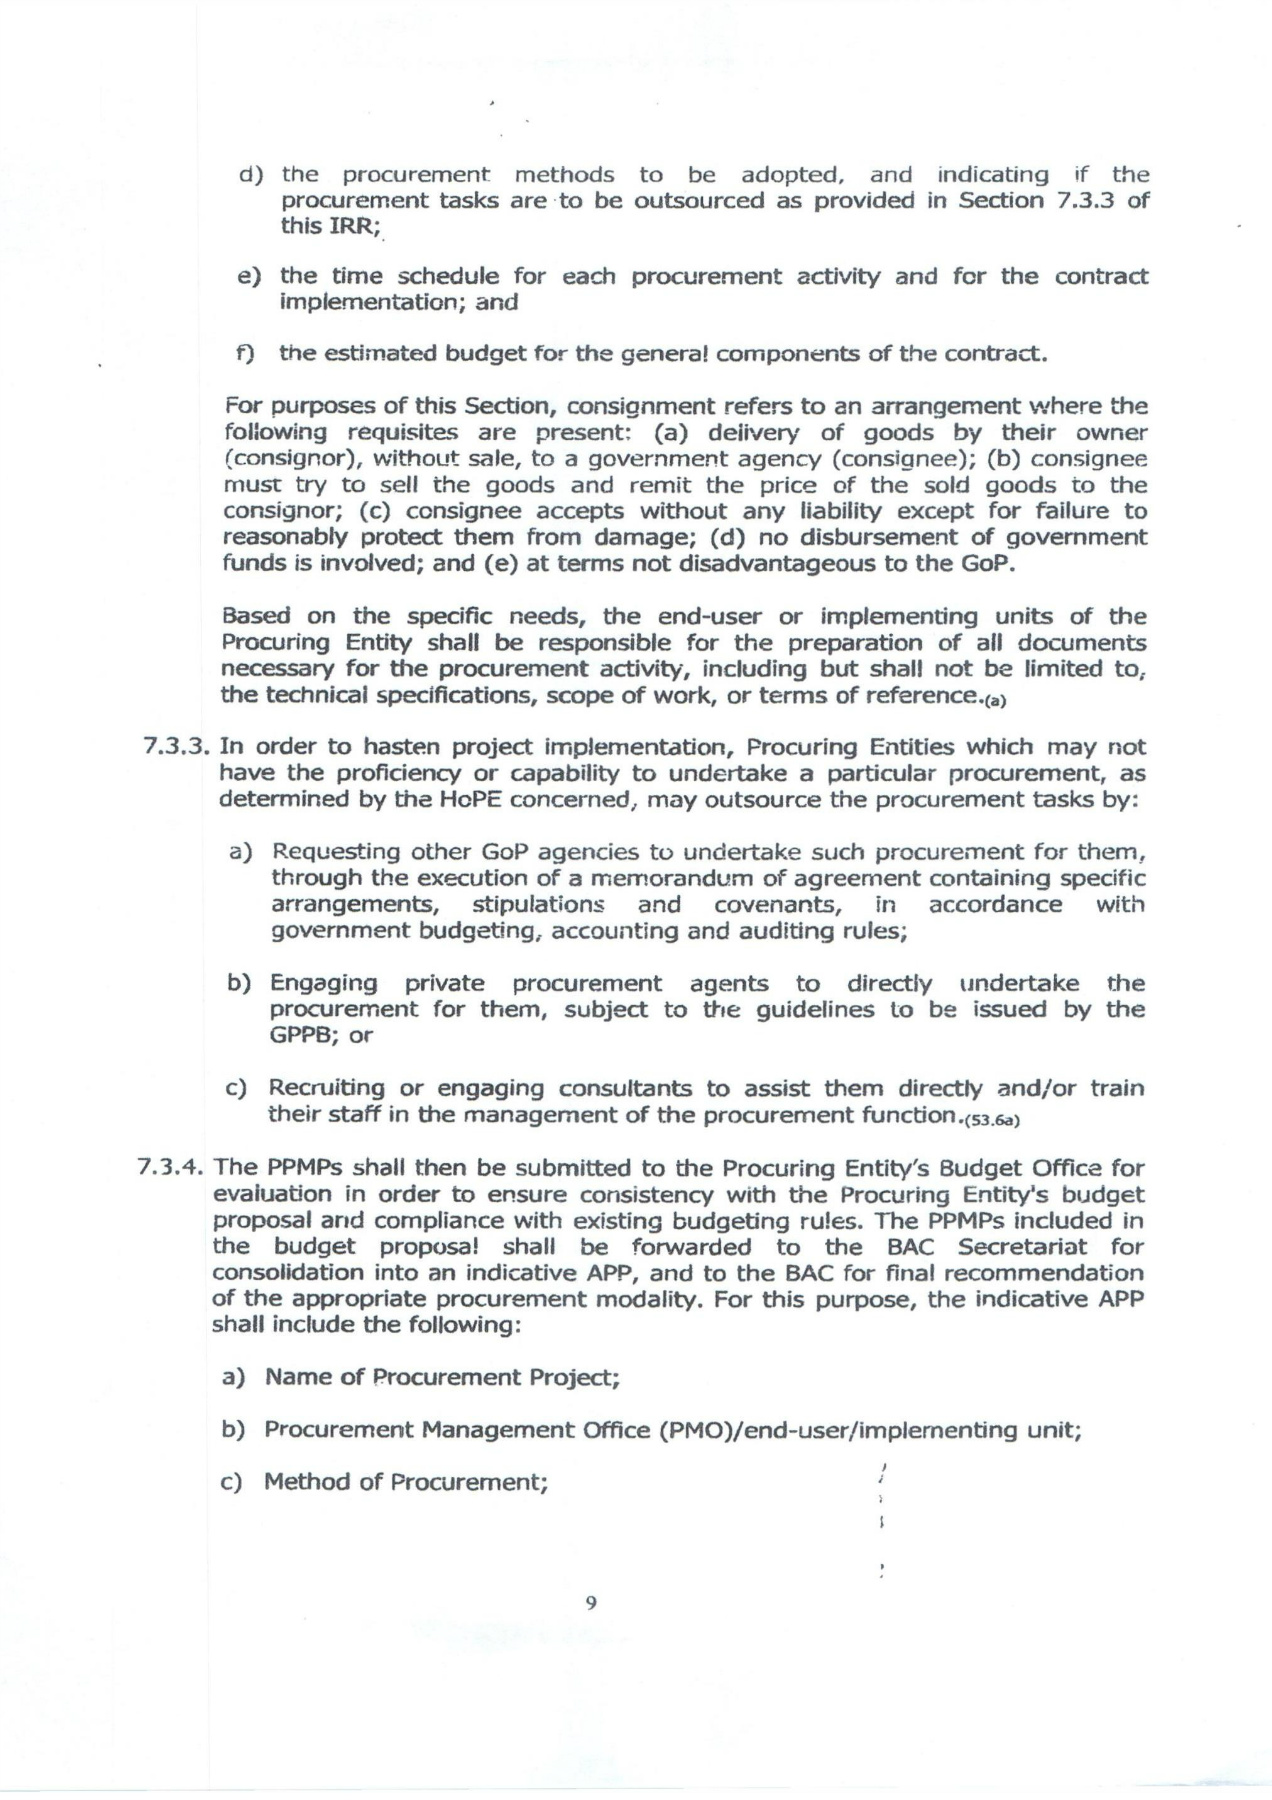 d) the procurement methods to be adopted, and indicating if the
procurement tasks are to be outsourced as provided in Section 7.3.3 of
this IRR;
e) the time schedule for each procurement activity and for the contract
implementation; and
f) the estimated budget for the general components of the contract.
For purposes of this Section, consignment refers to an arrangement where the
following requisites are present: (a) delivery of goods by their owner
(consignor), without sale, to a government agency (consignee); (b) consignee
must try to sell the goods and remit the price of the sold goods to the
consignor; (c) consignee accepts without any liability except for failure to
reasonably protect them from damage; (d) no disbursement of government
funds is involved; and (e) at terms not disadvantageous to the GoP.
Based on the specific needs, the end-user or implementing units of the
Procuring Entity shall be responsible for the preparation of all documents
necessary for the procurement activity, including but shall not be limited to,
the technical specifications, scope of work, or terms of reference.(a)
7.3.3. In order to hasten project implementation, Procuring Entities which may not
have the proficiency or capability to undertake a particular procurement, as
determined by the HoPE concerned, may outsource the procurement tasks by:
a) Requesting other GoP agencies to undertake such procurement for them,
through the execution of a memorandum of agreement containing specific
arrangements, stipulations and covenants, in accordance with
government budgeting, accounting and auditing rules;
b) Engaging private procurement agents to directly undertake the
procurement for them, subject to the guidelines to be issued by the
GPPB; or
c) Recruiting or engaging consultants to assist them directly and/or train
their staff in the management of the procurement function.(53.6a)
7.3.4. The PPMPs shall then be submitted to the Procuring Entity's Budget Office for
evaluation in order to ensure consistency with the Procuring Entity's budget
proposal and compliance with existing budgeting rules. The PPMPs included in
the budget proposal shall be forwarded to the BAC Secretariat for
consolidation into an indicative APP, and to the BAC for final recommendation
of the appropriate procurement modality. For this purpose, the indicative APP
shall include the following:
a) Name of Procurement Project;
b) Procurement Management Office (PMO)/end-user/implementing unit;
c) Method of Procurement;
9